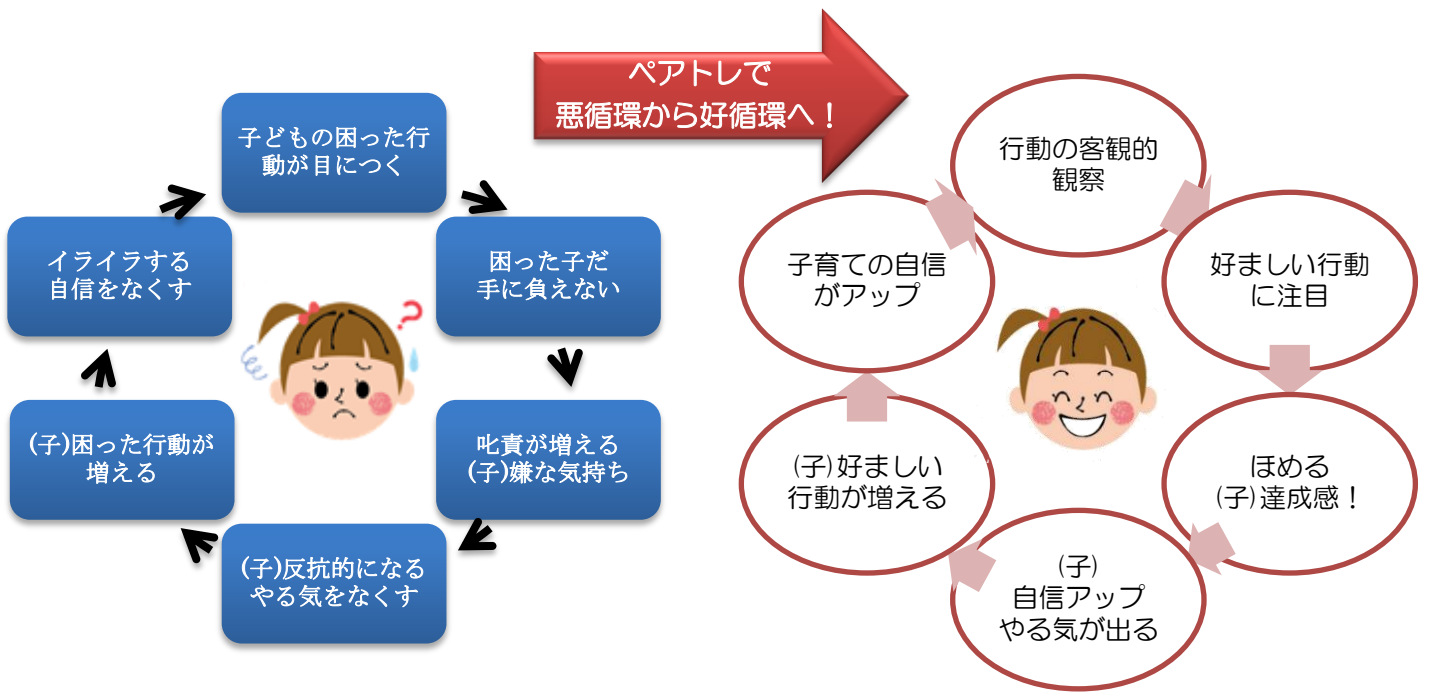 ペアトレで
悪循環から好循環へ！
子どもの困った行
動が目につく
困った子だ
手に負えない
叱責が増える
(子)嫌な気持ち
(子)反抗的になる
やる気をなくす
(子)困った行動が
増える
イライラする
自信をなくす
?
行動の客観的
観察
好ましい行動
に注目
ほめる
(子)達成感！
(子)
自信アップ
やる気が出る
(子)好ましい
行動が増える
子育ての自信
がアップ